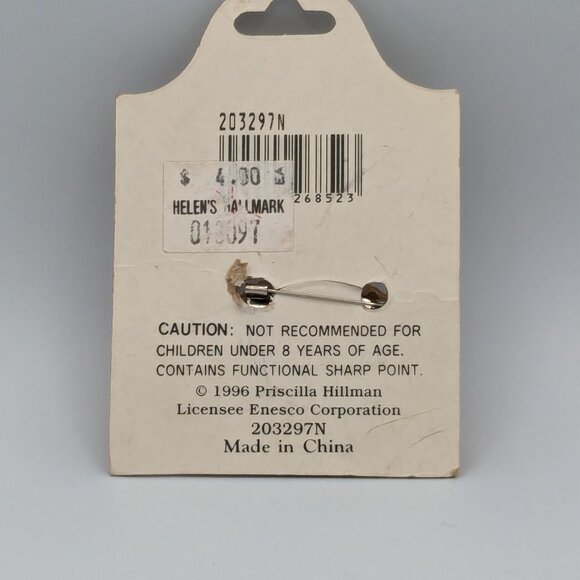 203297N
$ 4.00
268523
HELEN'S HALLMARK
CAUTION: NOT RECOMMENDED FOR
CHILDREN UNDER 8 YEARS OF AGE.
CONTAINS FUNCTIONAL SHARP POINT.
© 1996 Priscilla Hillman
Licensee Enesco Corporation
203297N
Made in China